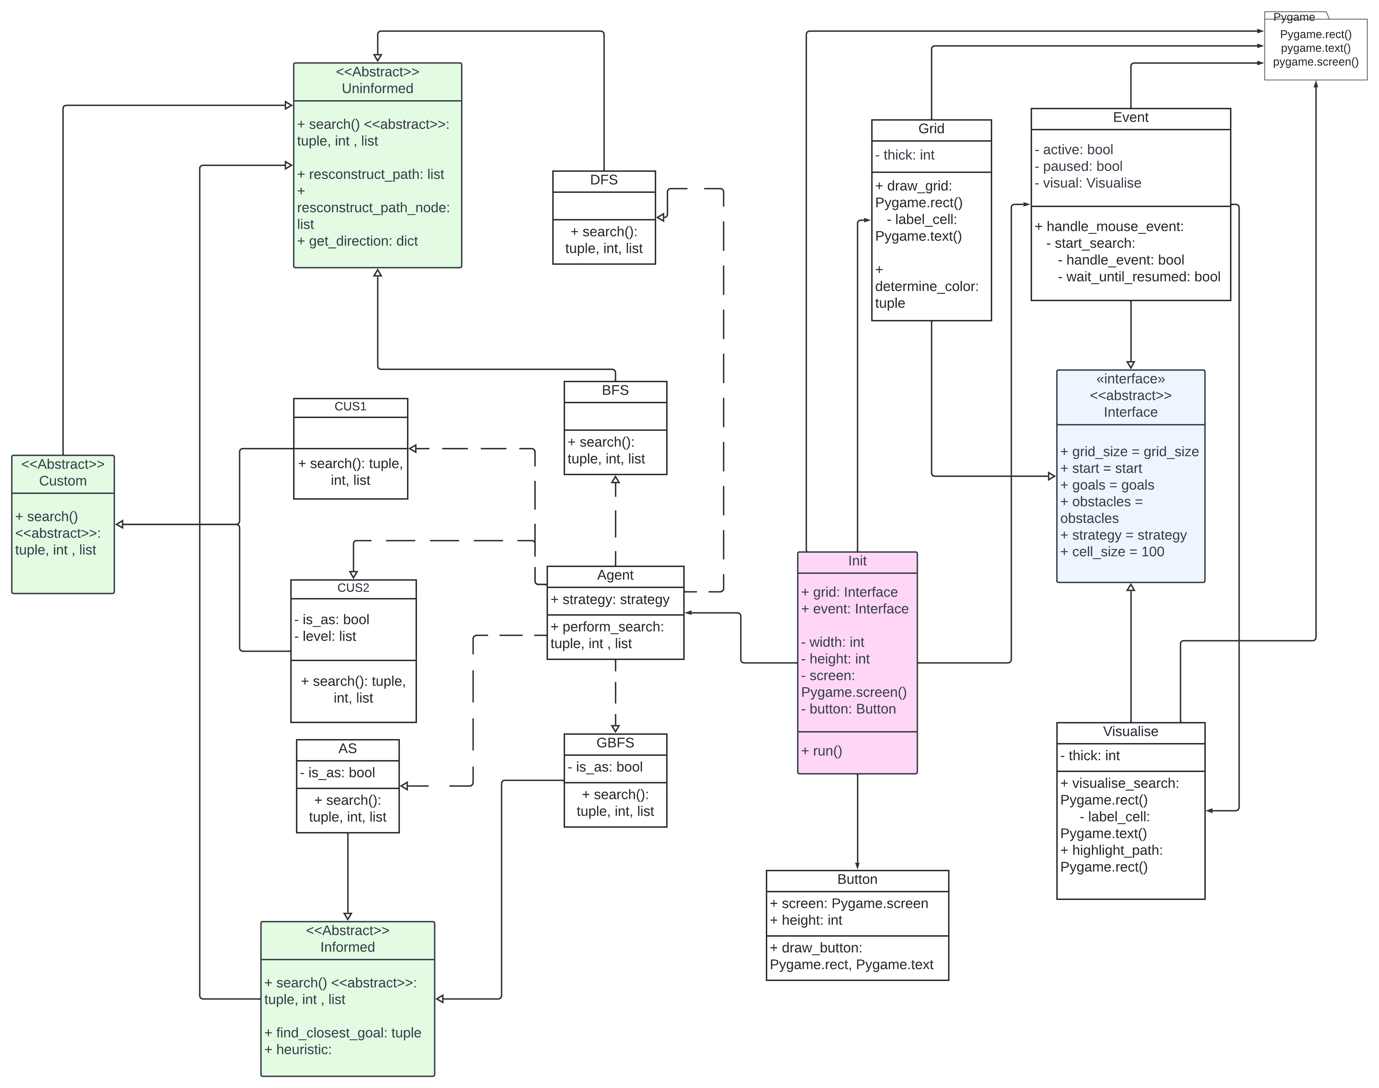 Pygame
Pygame.rect()
pygame.text()
pygame.screen()
<<Abstract>>
Uninformed
+ search() <<abstract>>:
tuple, int , list
+ resconstruct_path: list
+
resconstruct_path_node:
list
+ get_direction: dict
DFS
+ search():
tuple, int, list
Grid
- thick: int
+ draw_grid:
Pygame.rect()
- label_cell:
Pygame.text()
+
determine_color:
tuple
Event
- active: bool
- paused: bool
- visual: Visualise
+ handle_mouse_event:
- start_search:
- handle_event: bool
- wait_until_resumed: bool
BFS
+ search():
tuple, int, list
«interface»
<<abstract>>
Interface
+ grid_size = grid_size
+ start = start
+ goals = goals
+ obstacles =
obstacles
+ strategy = strategy
+ cell_size = 100
CUS1
+ search(): tuple,
int, list
<<Abstract>>
Custom
+ search()
<<abstract>>:
tuple, int , list
CUS2
- is_as: bool
- level: list
+ search(): tuple,
int, list
Agent
+ strategy: strategy
+ perform_search:
tuple, int , list
Init
+ grid: Interface
+ event: Interface
- width: int
- height: int
- screen:
Pygame.screen()
- button: Button
+ run()
AS
- is_as: bool
+ search():
tuple, int, list
GBFS
- is_as: bool
+ search():
tuple, int, list
Visualise
- thick: int
+ visualise_search:
Pygame.rect()
- label_cell:
Pygame.text()
+ highlight_path:
Pygame.rect()
Button
+ screen: Pygame.screen
+ height: int
+ draw_button:
Pygame.rect, Pygame.text
<<Abstract>>
Informed
+ search() <<abstract>>:
tuple, int , list
+ find_closest_goal: tuple
+ heuristic: